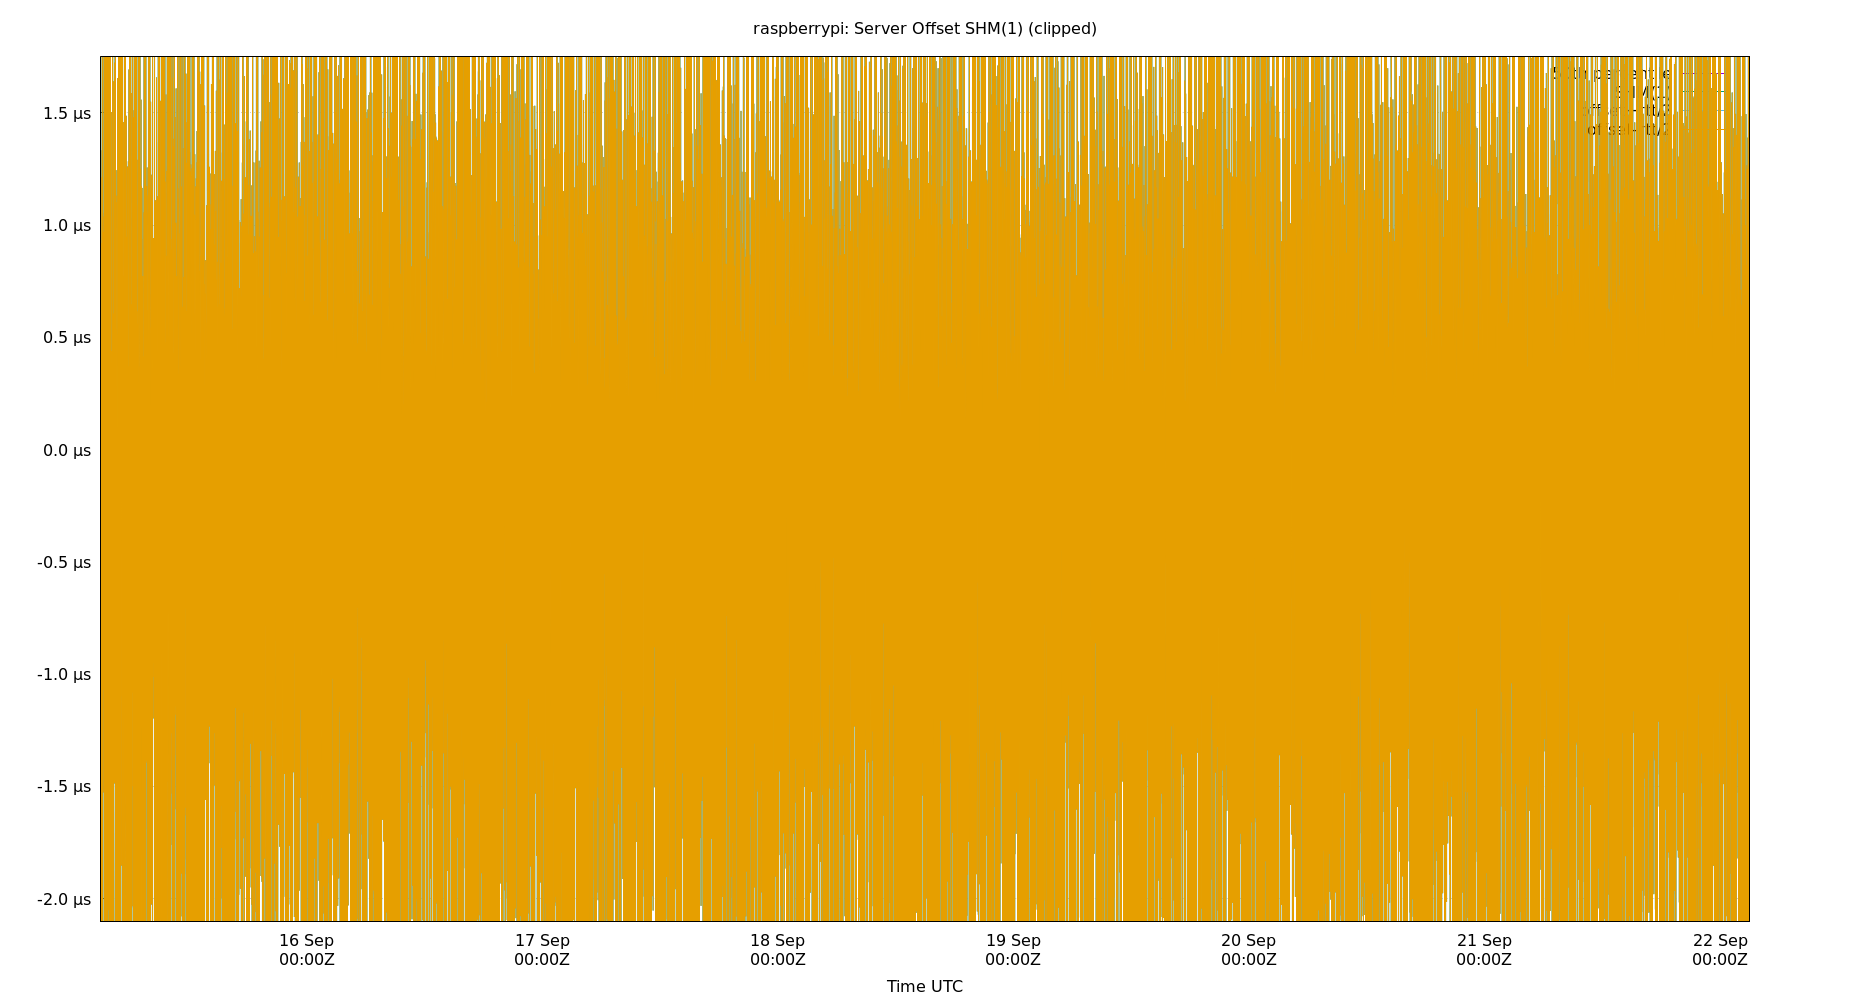 raspberrypi: Server Offset SHM(1) (clipped)
1.5 µs
1.0 µs
0.5 µs
0.0 µs
-0.5 µs
-1.0 µs
-1.5 µs
-2.0 µs
16 Sep 17 Sep 18 Sep 19 Sep 20 Sep 21 Sep 22 Sep
00:00Z 00:00Z 00:00Z 00:00Z 00:00Z 00:00Z 00:00Z
Time UTC